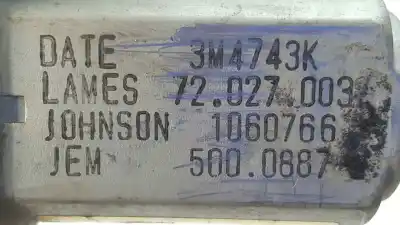 DATE 3M4743K
LAMES 72.027 003
JOHNSON 1060766
JEM 500.0887